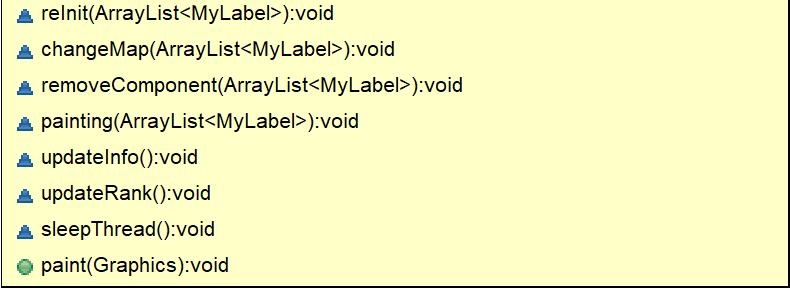 reInit(ArrayList<MyLabel>):void
changeMap(ArrayList<MyLabel>):void
removeComponent(ArrayList<MyLabel>):void
painting(ArrayList<MyLabel>):void
updateInfo():void
updateRank():void
sleepThread():void
paint(Graphics):void